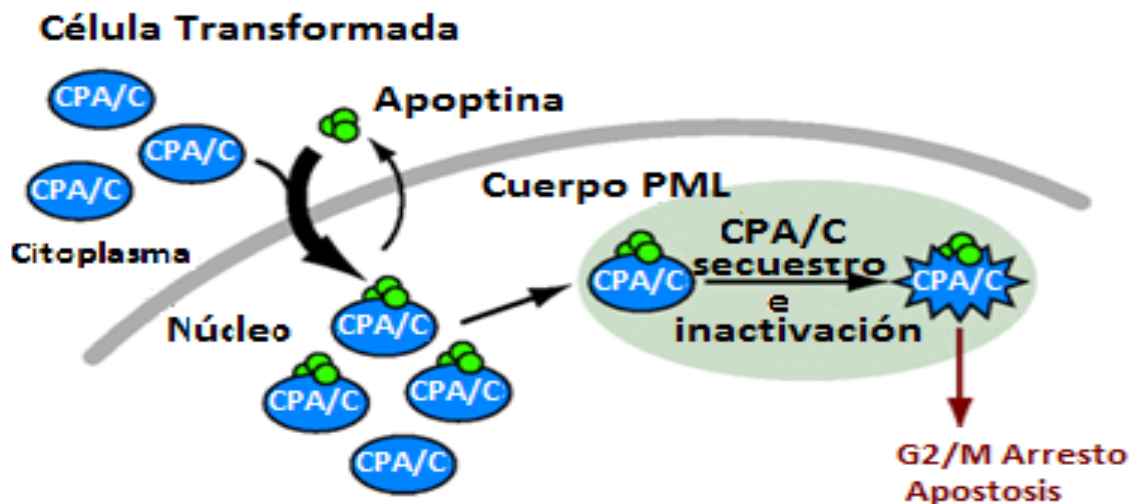 Célula Transformada
CPA/C
Apoptina
CPA/C
CPA/C
Citoplasma
Cuerpo PML
CPA/C
secuestro
e
inactivación
CPA/C
CPA/C
Núcleo
CPA/C
CPA/C
CPA/C
CPA/C
G2/M Arresto
Apostosis